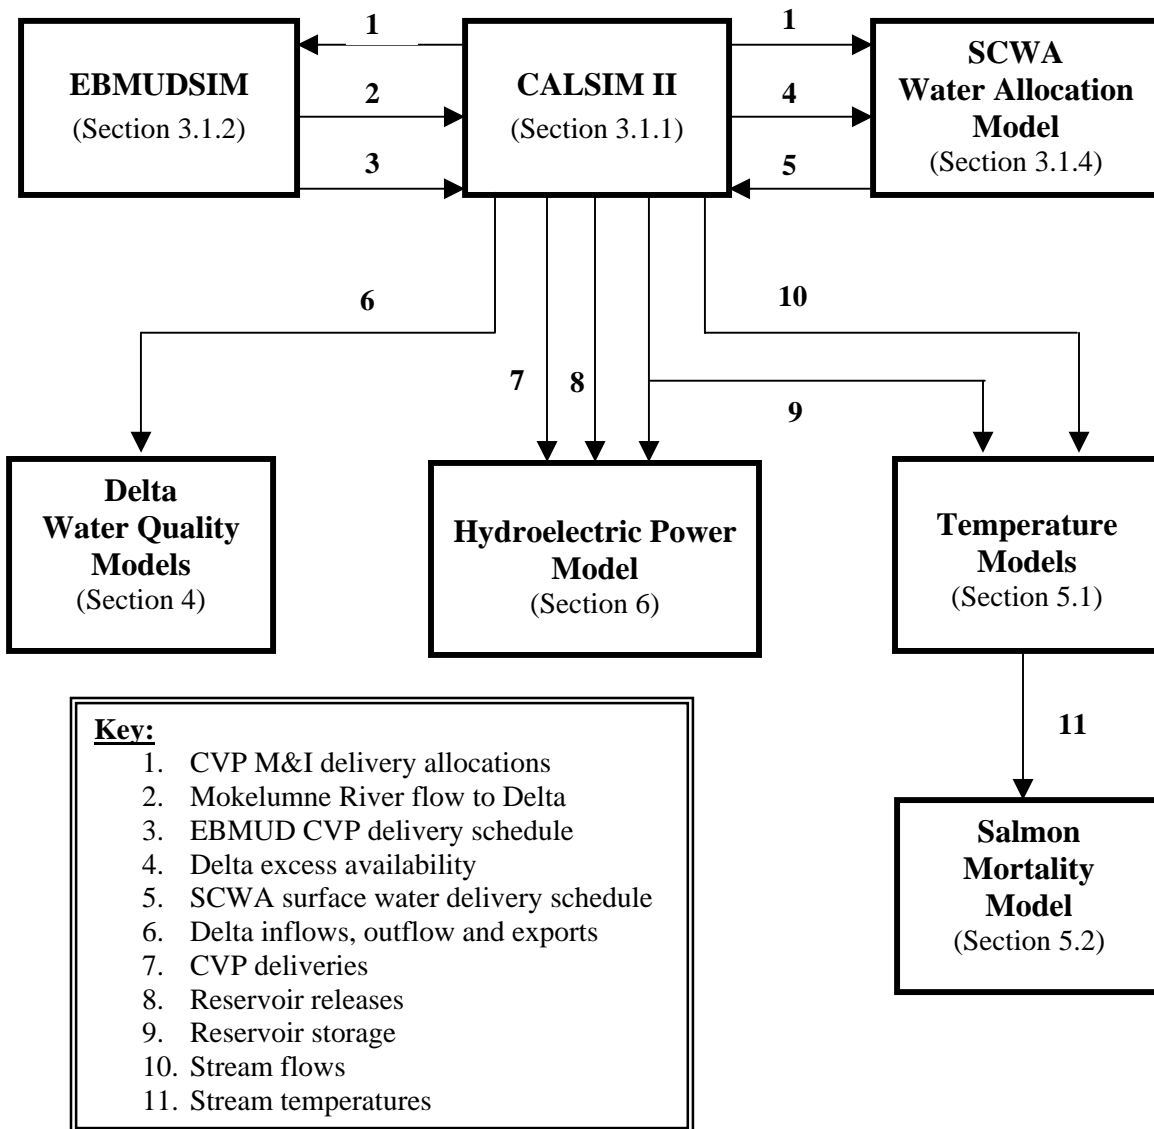 1
1
EBMUDSIM
(Section 3.1.2)
2
3
CALSIM II
(Section 3.1.1)
4
5
SCWA
Water Allocation
Model
(Section 3.1.4)
6
10
7
8
9
Delta
Water Quality
Models
(Section 4)
Hydroelectric Power
Model
(Section 6)
Temperature
Models
(Section 5.1)
11
Salmon
Mortality
Model
(Section 5.2)
Key:
1. CVP M&I delivery allocations
2. Mokelumne River flow to Delta
3. EBMUD CVP delivery schedule
4. Delta excess availability
5. SCWA surface water delivery schedule
6. Delta inflows, outflow and exports
7. CVP deliveries
8. Reservoir releases
9. Reservoir storage
10. Stream flows
11. Stream temperatures